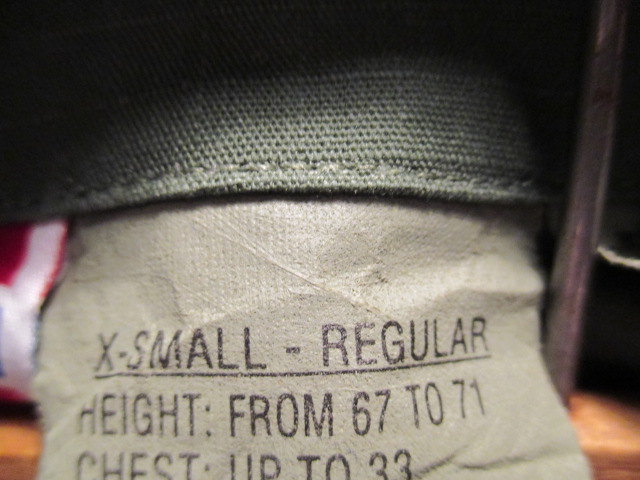 X-SMALL - REGULAR
HEIGHT: FROM 67 TO 71
CHEST: UP TO 33